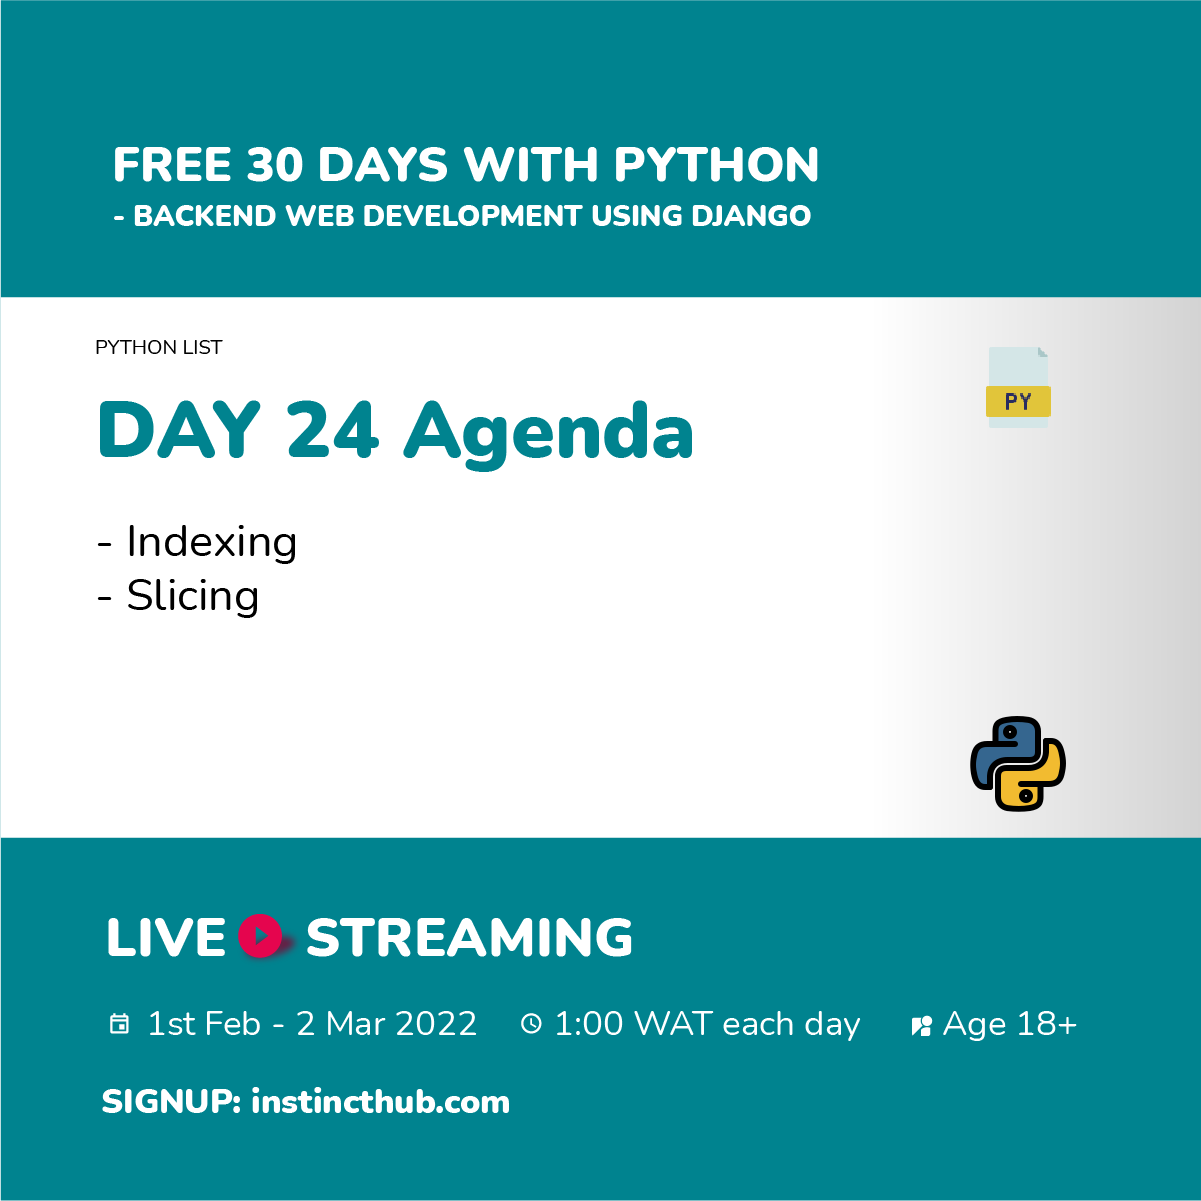 FREE 30 DAYS WITH PYTHON
- BACKEND WEB DEVELOPMENT USING DJANGO
PYTHON LIST
PY
DAY 24 Agenda
- Indexing
- Slicing
LIVE STREAMING
1st Feb - 2 Mar 2022 1:00 WAT each day Age 18+
SIGNUP: instincthub.com